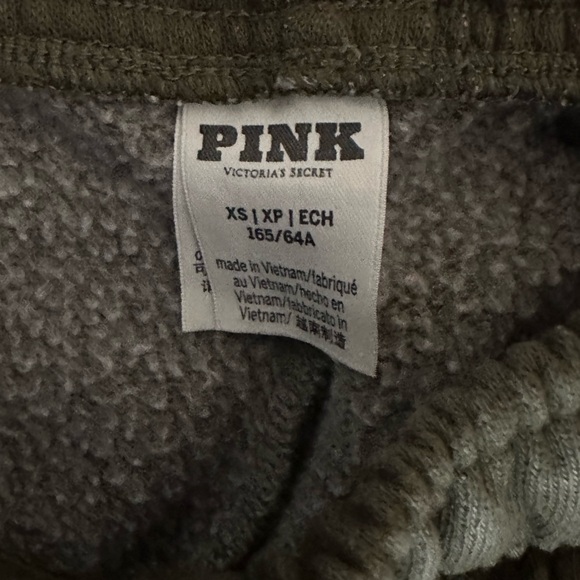 PINK
VICTORIA'S SECRET
XS | XP | ECH
165/64A
made in Vietnam/fabriqué
au Vietnam/hecho en
Vietnam/fabbricato in
Vietnam/ 越南制造